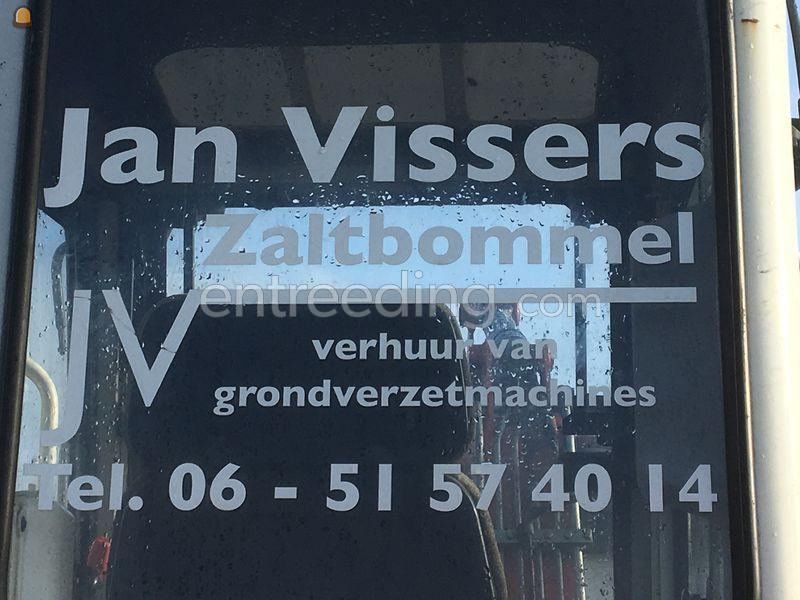 Jan Vissers
Zaltbommel
JV
entreeding.com
verhuur van
grondverzetmachines
Tel. 06 - 51 57 40 14